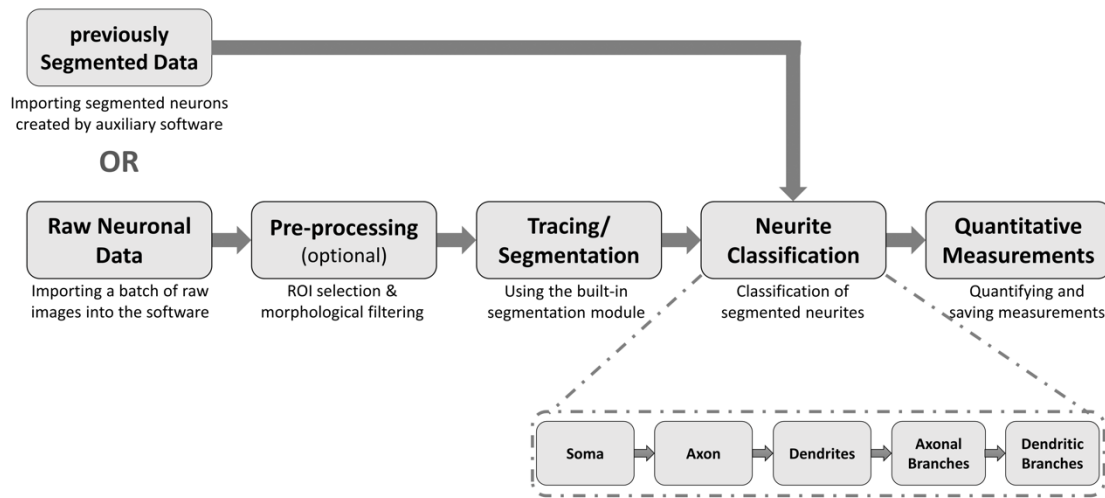 previously
Segmented Data
Importing segmented neurons
created by auxiliary software
OR
Raw Neuronal
Data
Importing a batch of raw
images into the software
Pre-processing
(optional)
ROI selection &
morphological filtering
Tracing/
Segmentation
Using the built-in
segmentation module
Neurite
Classification
Classification of
segmented neurites
Quantitative
Measurements
Quantifying and
saving measurements
Soma
Axon
Dendrites
Axonal
Branches
Dendritic
Branches